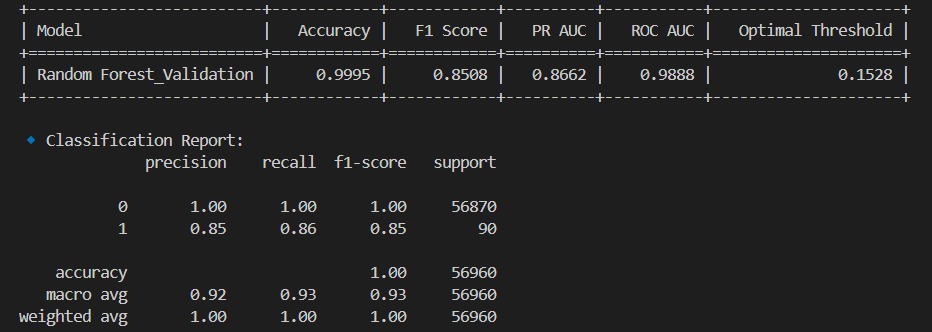 | Model | Accuracy | F1 Score | PR AUC | ROC AUC | Optimal Threshold |
| Random Forest_Validation | 0.9995 | 0.8508 | 0.8662 | 0.9888 | 0.1528 |
🔹 Classification Report:
precision recall f1-score support
0 1.00 1.00 1.00 56870
1 0.85 0.86 0.85 90
accuracy 1.00 56960
macro avg 0.92 0.93 0.93 56960
weighted avg 1.00 1.00 1.00 56960